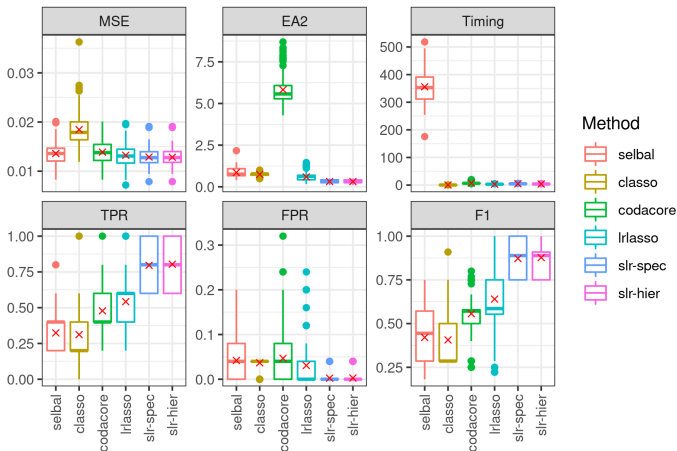 MSE
EA2
Timing
0.03
0.02
0.01
7.5
5.0
2.5
0.0
500
400
300
200
100
0
TPR
FPR
F1
1.00
0.75
0.50
0.25
0.00
0.3
0.2
0.1
0.0
1.00
0.75
0.50
0.25
selbal
classo
codacore
lrlasso
slr-spec
slr-hier
selbal
classo
codacore
lrlasso
slr-spec
slr-hier
selbal
classo
codacore
lrlasso
slr-spec
slr-hier
Method
selbal
classo
codacore
lrlasso
slr-spec
slr-hier